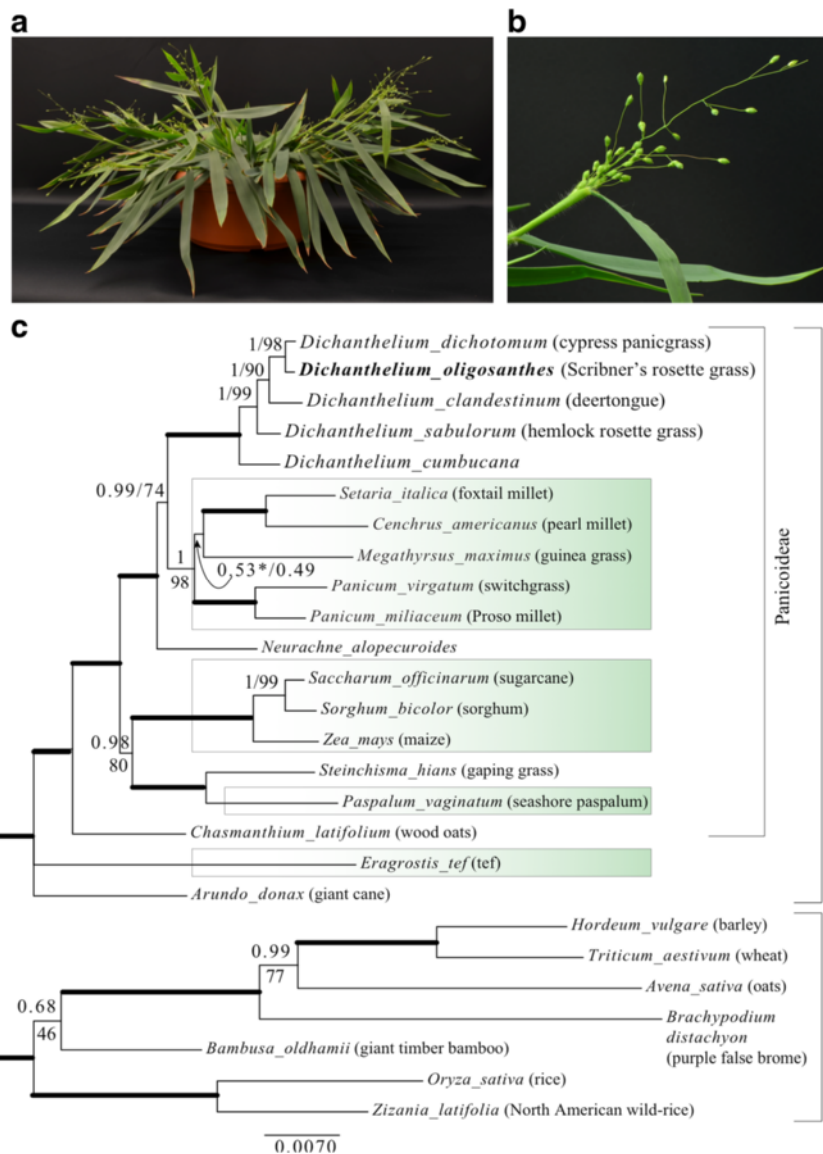 a
b
c
1/98
Dichanthelium_dichotomum (cypress panicgrass)
1/90
Dichanthelium_oligosanthes (Scribner's rosette grass)
1/99
Dichanthelium_clandestinum (deertongue)
Dichanthelium_sabulorum (hemlock rosette grass)
Dichanthelium_cumbucana
0.99/74
Setaria_italica (foxtail millet)
Cenchrus_americanus (pearl millet)
1
98
Megathyrsus_maximus (guinea grass)
0.53*/0.49
Panicum_virgatum (switchgrass)
Panicum_miliaceum (Proso millet)
Panicoideae
Neurachne_alopecuroides
Saccharum_officinarum (sugarcane)
1/99
Sorghum_bicolor (sorghum)
0.98
80
Zea_mays (maize)
Steinchisma_hians (gaping grass)
Paspalum_vaginatum (seashore paspalum)
Chasmanthium_latifolium (wood oats)
Eragrostis_tef (tef)
Arundo_donax (giant cane)
Hordeum_vulgare (barley)
0.99
77
Triticum_aestivum (wheat)
Avena_sativa (oats)
0.68
46
Brachypodium
distachyon
(purple false brome)
Bambusa_oldhamii (giant timber bamboo)
Oryza_sativa (rice)
Zizania_latifolia (North American wild-rice)
0.0070